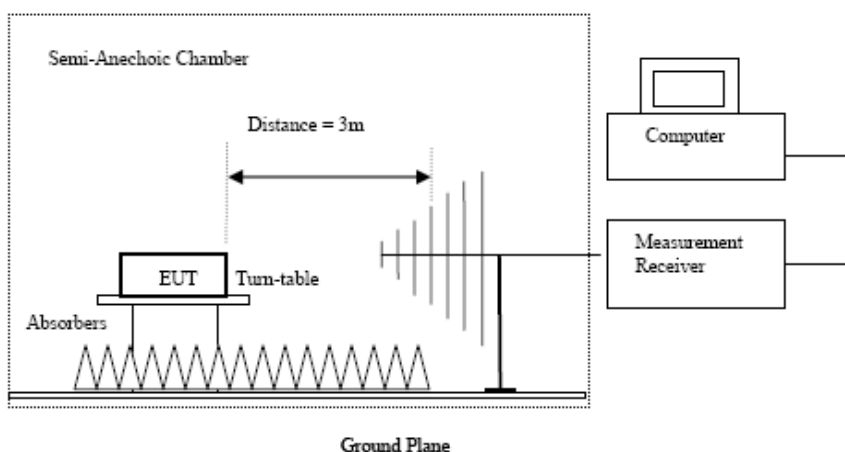 Semi-Anechoic Chamber
Distance = 3m
Computer
Measurement
Receiver
EUT
Turn-table
Absorbers
Ground Plane